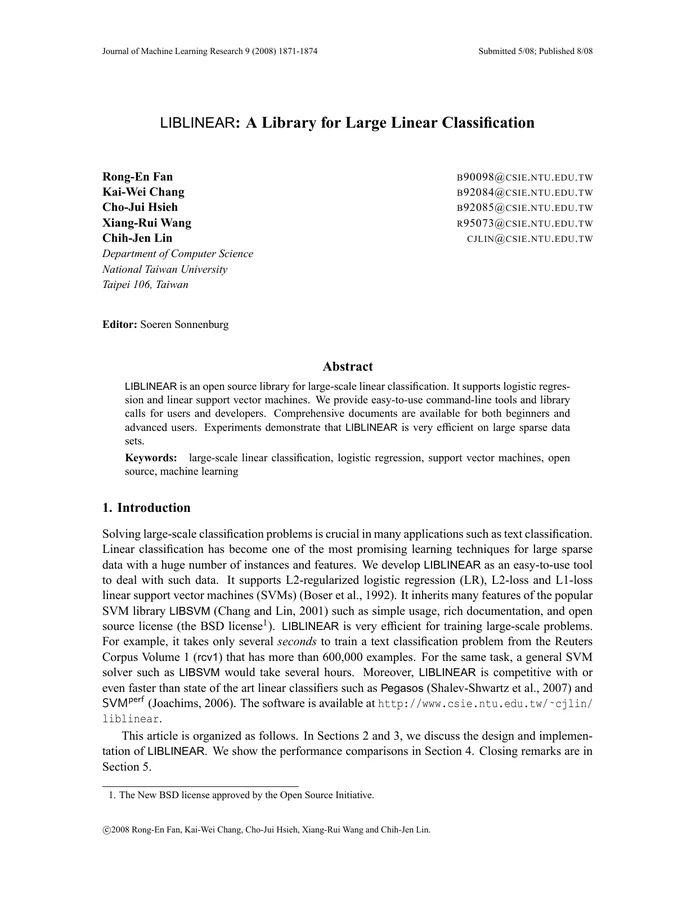 Journal of Machine Learning Research 9 (2008) 1871-1874 Submitted 5/08; Published 8/08
LIBLINEAR: A Library for Large Linear Classification
Rong-En Fan B90098@CSIE.NTU.EDU.TW
Kai-Wei Chang B92084@CSIE.NTU.EDU.TW
Cho-Jui Hsieh B92085@CSIE.NTU.EDU.TW
Xiang-Rui Wang R95073@CSIE.NTU.EDU.TW
Chih-Jen Lin CJLIN@CSIE.NTU.EDU.TW
Department of Computer Science
National Taiwan University
Taipei 106, Taiwan
Editor: Soeren Sonnenburg
Abstract
LIBLINEAR is an open source library for large-scale linear classification. It supports logistic regres-
sion and linear support vector machines. We provide easy-to-use command-line tools and library
calls for users and developers. Comprehensive documents are available for both beginners and
advanced users. Experiments demonstrate that LIBLINEAR is very efficient on large sparse data
sets.
Keywords: large-scale linear classification, logistic regression, support vector machines, open
source, machine learning
1. Introduction
Solving large-scale classification problems is crucial in many applications such as text classification.
Linear classification has become one of the most promising learning techniques for large sparse
data with a huge number of instances and features. We develop LIBLINEAR as an easy-to-use tool
to deal with such data. It supports L2-regularized logistic regression (LR), L2-loss and L1-loss
linear support vector machines (SVMs) (Boser et al., 1992). It inherits many features of the popular
SVM library LIBSVM (Chang and Lin, 2001) such as simple usage, rich documentation, and open
source license (the BSD license1). LIBLINEAR is very efficient for training large-scale problems.
For example, it takes only several seconds to train a text classification problem from the Reuters
Corpus Volume 1 (rcv1) that has more than 600,000 examples. For the same task, a general SVM
solver such as LIBSVM would take several hours. Moreover, LIBLINEAR is competitive with or
even faster than state of the art linear classifiers such as Pegasos (Shalev-Shwartz et al., 2007) and
SVMperf (Joachims, 2006). The software is available at http://www.csie.ntu.edu.tw/~cjlin/
liblinear.
This article is organized as follows. In Sections 2 and 3, we discuss the design and implemen-
tation of LIBLINEAR. We show the performance comparisons in Section 4. Closing remarks are in
Section 5.
1. The New BSD license approved by the Open Source Initiative.
©2008 Rong-En Fan, Kai-Wei Chang, Cho-Jui Hsieh, Xiang-Rui Wang and Chih-Jen Lin.